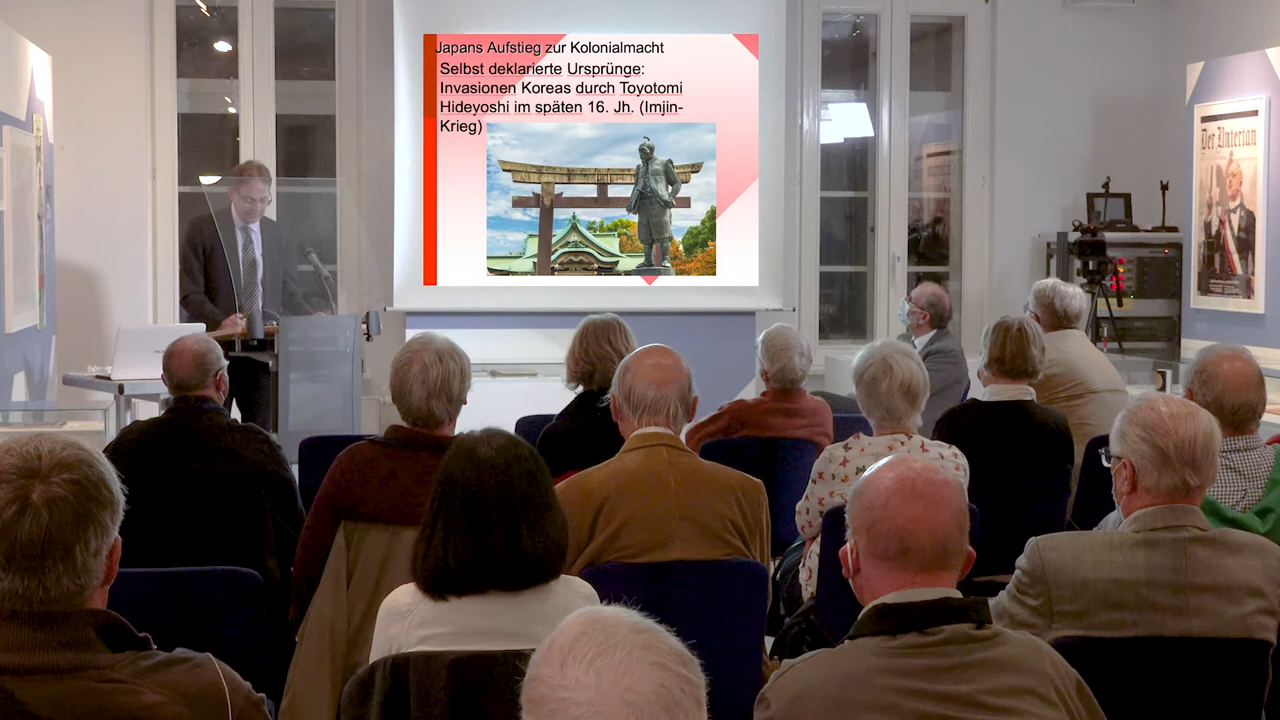 Japans Aufstieg zur Kolonialmacht
Selbst deklarierte Ursprünge:
Invasionen Koreas durch Toyotomi
Hideyoshi im späten 16. Jh. (Imjin-
Krieg)
Der Untertan